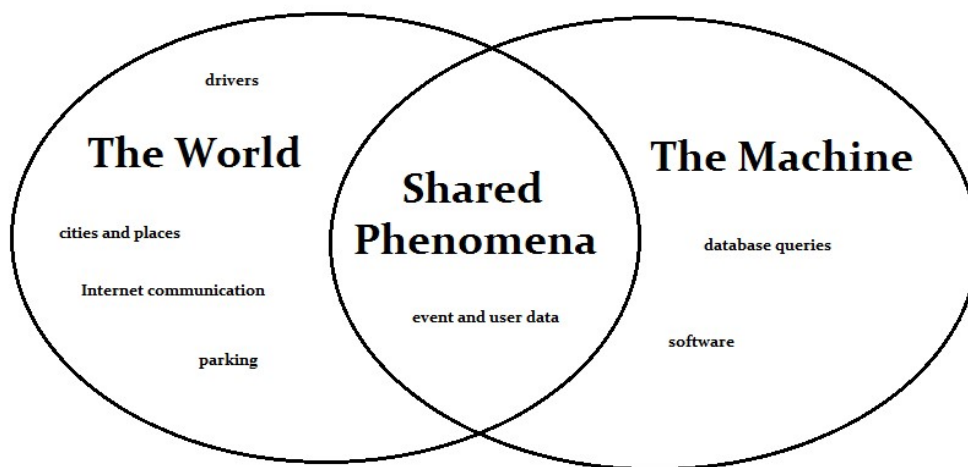 drivers
The World
The Machine
Shared
Phenomena
cities and places
database queries
Internet communication
event and user data
software
parking